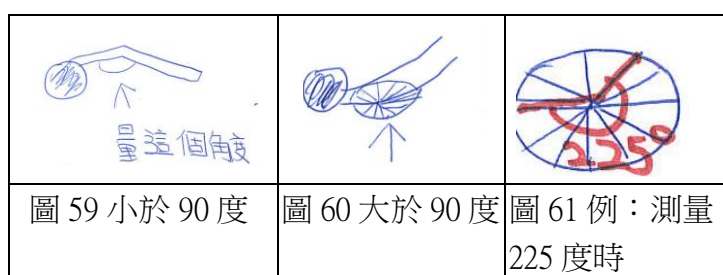 量這個角度
225°
圖 59 小於 90 度
圖 60 大於 90 度
圖 61 例：測量
225 度時